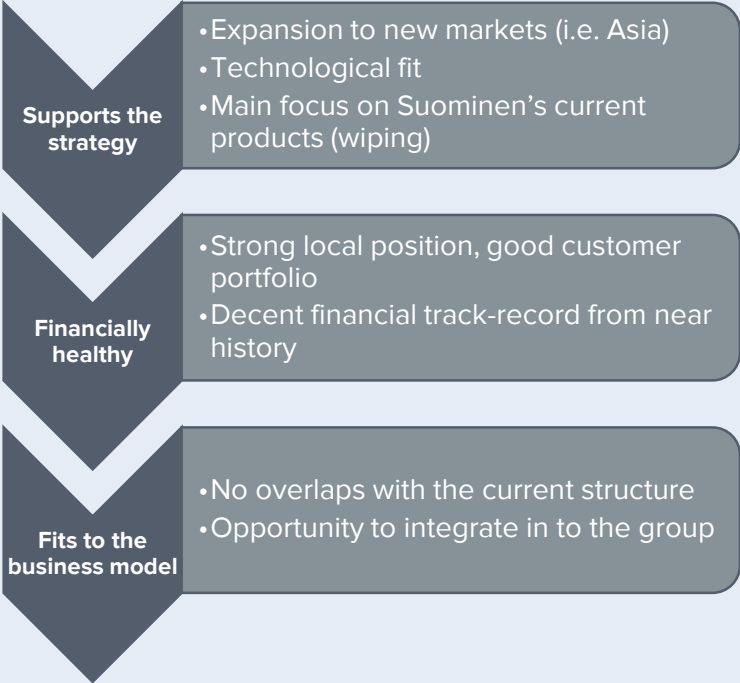 Supports the
strategy
•Expansion to new markets (i.e. Asia)
•Technological fit
•Main focus on Suominen's current
products (wiping)
Financially
healthy
•Strong local position, good customer
portfolio
•Decent financial track-record from near
history
Fits to the
business model
•No overlaps with the current structure
•Opportunity to integrate in to the group